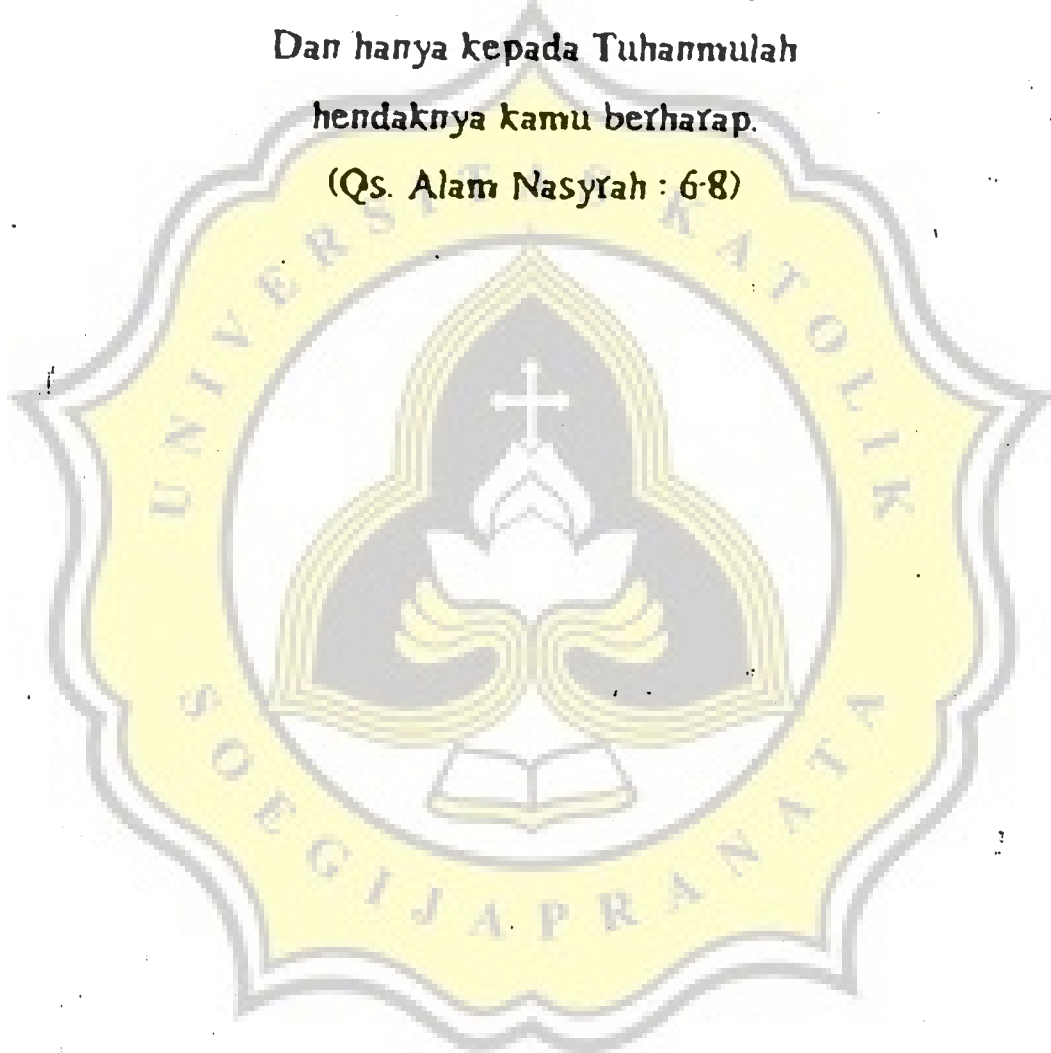 Dan hanya kepada Tuhanmulah
hendaknya kamu berharap.
(Qs. Alam Nasyrah : 6-8)
UNIVERSITAS KATOLIK
SOEGIJAPRANATA